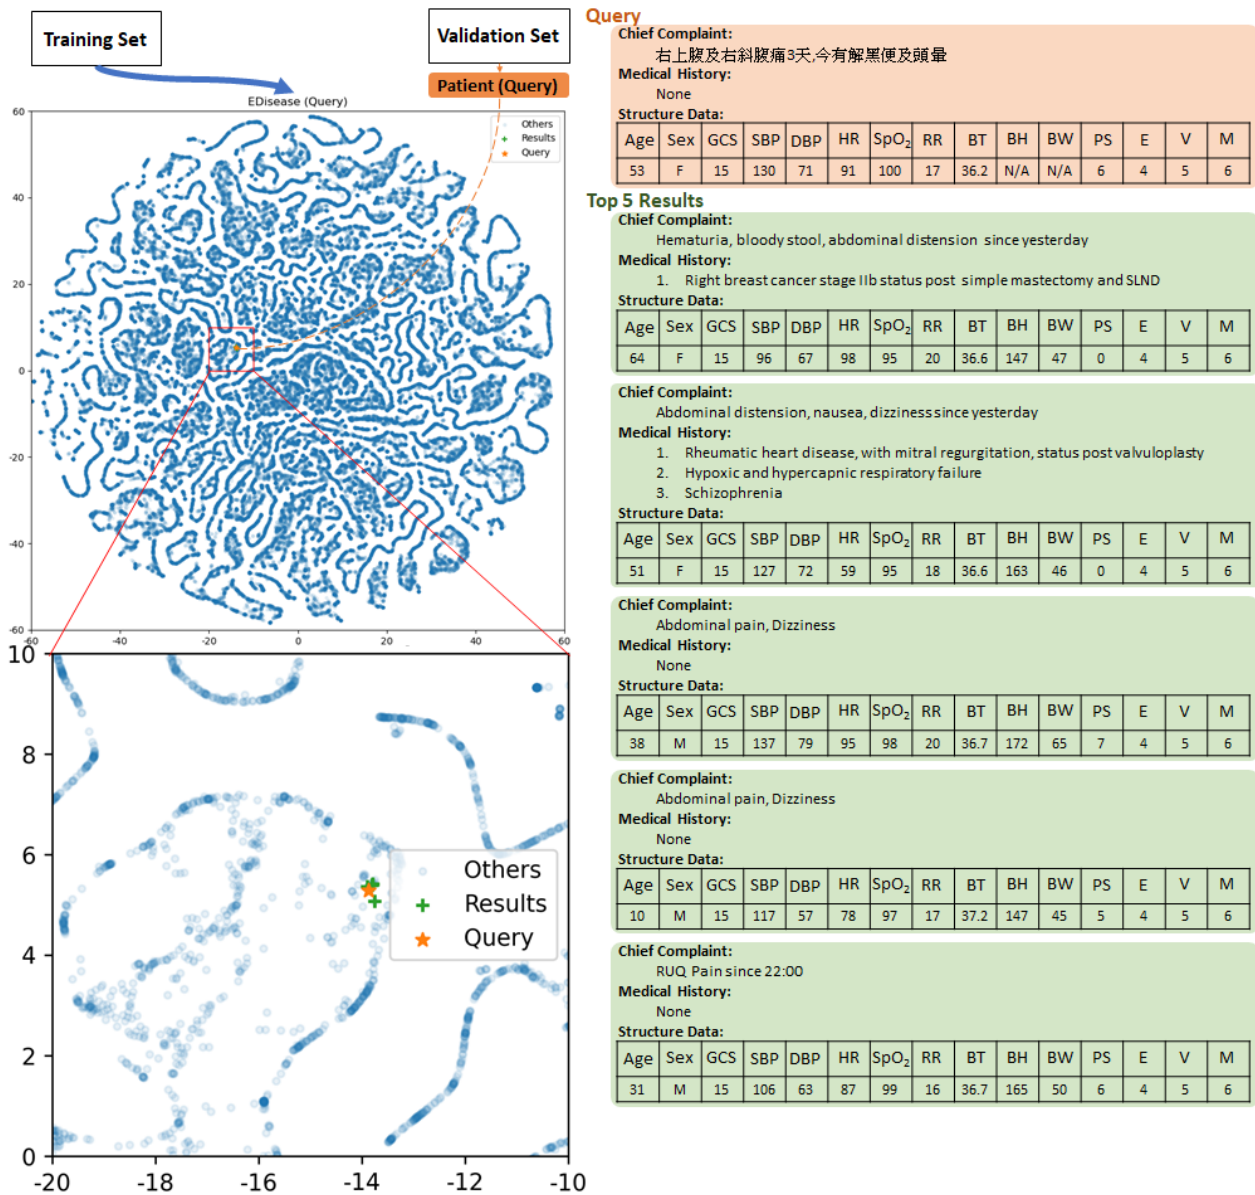 Training Set
Validation Set
Patient (Query)
EDisease (Query)
60
40
20
0
-20
-40
-60
-60
-40
-20
0
20
40
60
Others
Results
Query
10
8
6
4
2
0
-20
-18
-16
-14
-12
-10
Others
Results
Query
Query
Chief Complaint:
右上腹及右斜腹痛3天,今有解黑便及頭暈
Medical History:
None
Structure Data:
Age Sex GCS SBP DBP HR SpO2 RR BT BH BW PS E V M
53 F 15 130 71 91 100 17 36.2 N/A N/A 6 4 5 6
Top 5 Results
Chief Complaint:
Hematuria, bloody stool, abdominal distension since yesterday
Medical History:
1. Right breast cancer stage IIb status post simple mastectomy and SLND
Structure Data:
Age Sex GCS SBP DBP HR SpO2 RR BT BH BW PS E V M
64 F 15 96 67 98 95 20 36.6 147 47 0 4 5 6
Chief Complaint:
Abdominal distension, nausea, dizziness since yesterday
Medical History:
1. Rheumatic heart disease, with mitral regurgitation, status post valvuloplasty
2. Hypoxic and hypercapnic respiratory failure
3. Schizophrenia
Structure Data:
Age Sex GCS SBP DBP HR SpO2 RR BT BH BW PS E V M
51 F 15 127 72 59 95 18 36.6 163 46 0 4 5 6
Chief Complaint:
Abdominal pain, Dizziness
Medical History:
None
Structure Data:
Age Sex GCS SBP DBP HR SpO2 RR BT BH BW PS E V M
38 M 15 137 79 95 98 20 36.7 172 65 7 4 5 6
Chief Complaint:
Abdominal pain, Dizziness
Medical History:
None
Structure Data:
Age Sex GCS SBP DBP HR SpO2 RR BT BH BW PS E V M
10 M 15 117 57 78 97 17 37.2 147 45 5 4 5 6
Chief Complaint:
RUQ Pain since 22:00
Medical History:
None
Structure Data:
Age Sex GCS SBP DBP HR SpO2 RR BT BH BW PS E V M
31 M 15 106 63 87 99 16 36.7 165 50 6 4 5 6